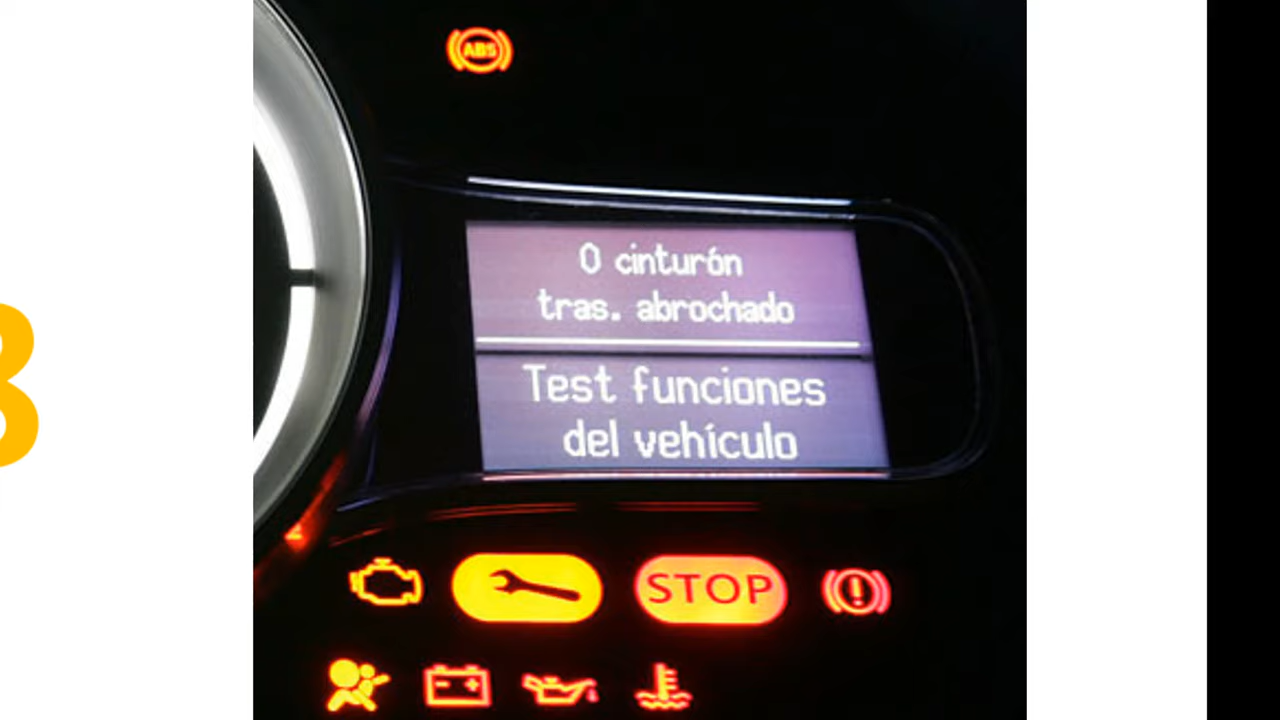 ABS
0 cinturón
tras. abrochado
Test funciones
del vehículo
STOP